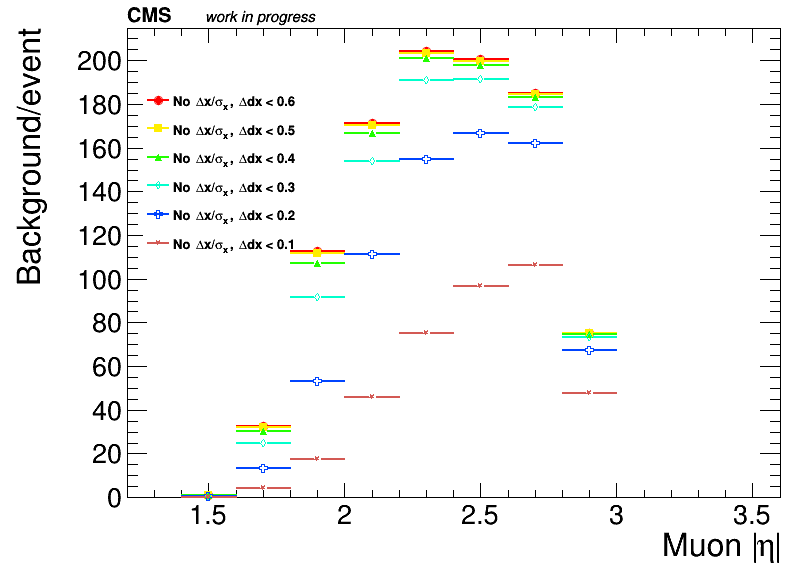 CMS work in progress
Background/event
200
180
160
140
120
100
80
60
40
20
0
No Δx/σx, Δdx < 0.6
No Δx/σx, Δdx < 0.5
No Δx/σx, Δdx < 0.4
No Δx/σx, Δdx < 0.3
No Δx/σx, Δdx < 0.2
No Δx/σx, Δdx < 0.1
1.5 2 2.5 3 3.5
Muon |η|